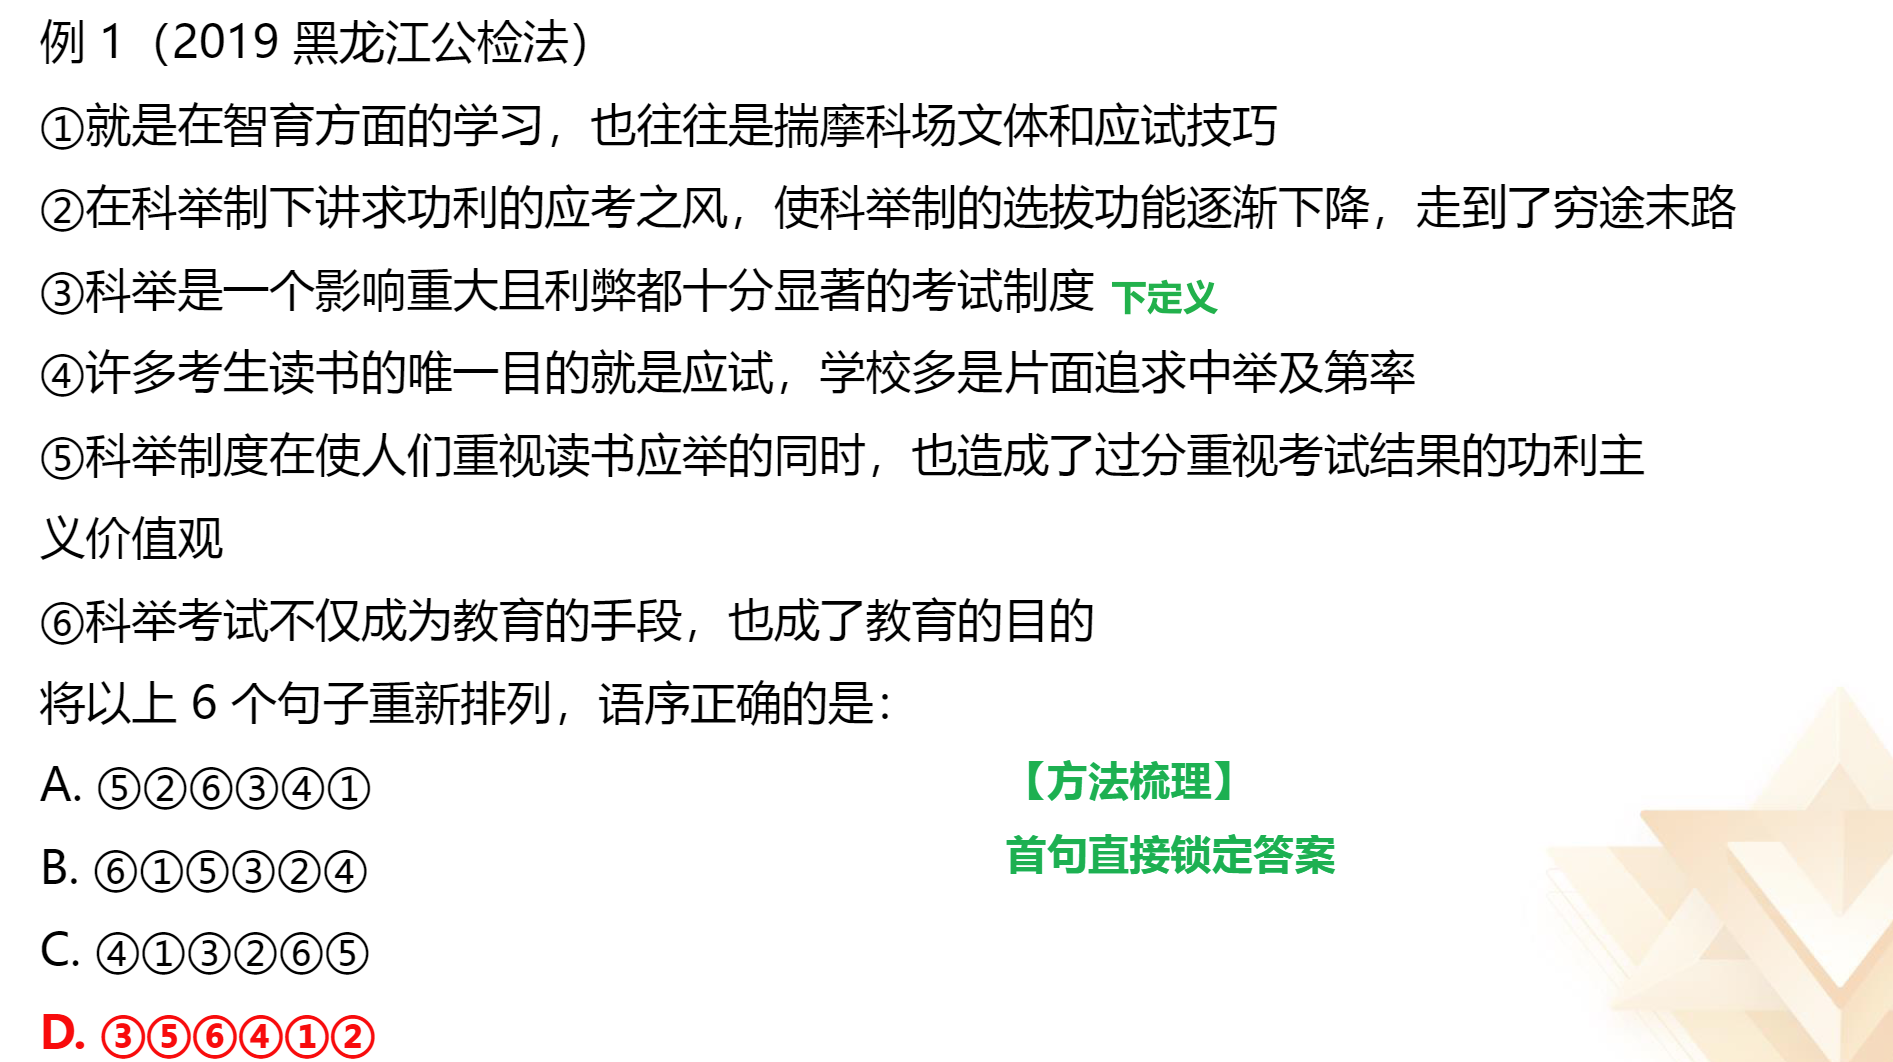 例 1（2019 黑龙江公检法）
①就是在智育方面的学习，也往往是揣摩科场文体和应试技巧
②在科举制下讲求功利的应考之风，使科举制的选拔功能逐渐下降，走到了穷途末路
③科举是一个影响重大且利弊都十分显著的考试制度 下定义
④许多考生读书的唯一目的就是应试，学校多是片面追求中举及第率
⑤科举制度在使人们重视读书应举的同时，也造成了过分重视考试结果的功利主
义价值观
⑥科举考试不仅成为教育的手段，也成了教育的目的
将以上 6 个句子重新排列，语序正确的是：
A. ⑤②⑥③④①
【方法梳理】
B. ⑥①⑤③②④
首句直接锁定答案
C. ④①③②⑥⑤
D. ③⑤⑥④①②